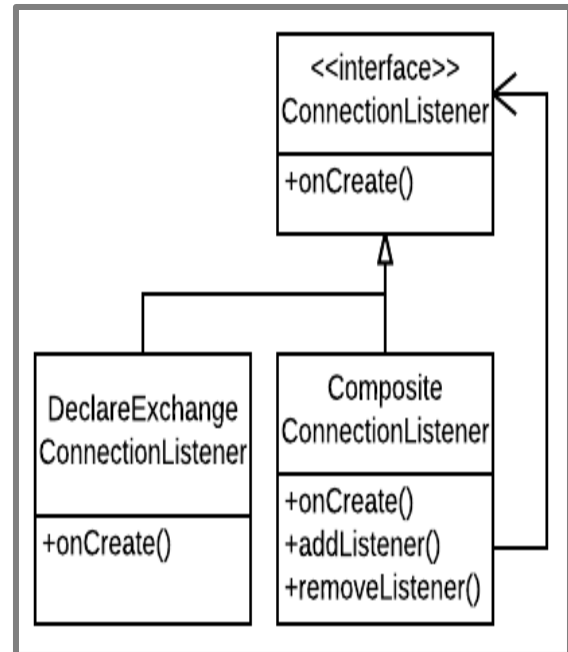 <<interface>>
ConnectionListener
+onCreate()
DeclareExchange
ConnectionListener
+onCreate()
Composite
ConnectionListener
+onCreate()
+addListener()
+removeListener()